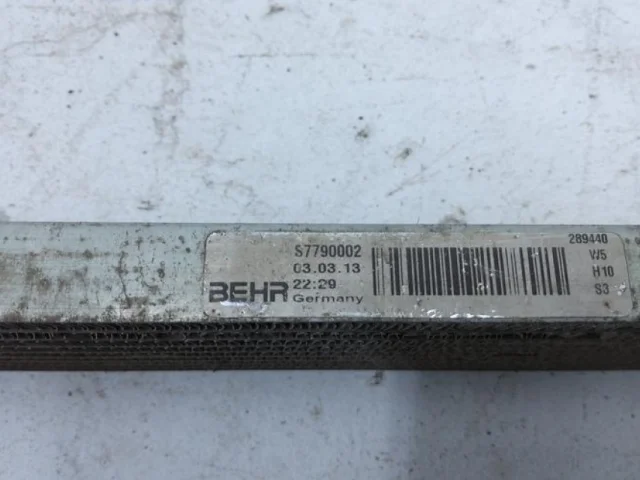 S7790002
03.03.13
22:29
BEHR Germany
289440
W5
H10
S3